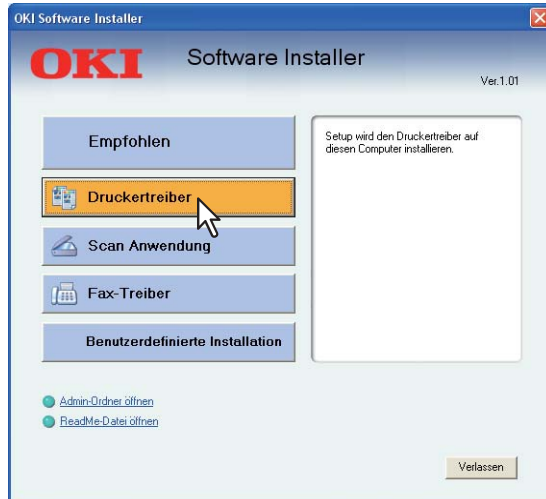 OKI Software Installer
OKI Software Installer
Ver.1.01
Empfohlen
Druckertreiber
Scan Anwendung
Fax-Treiber
Benutzerdefinierte Installation
Setup wird den Druckertreiber auf
diesen Computer installieren.
Admin-Ordner öffnen
ReadMe-Datei öffnen
Verlassen